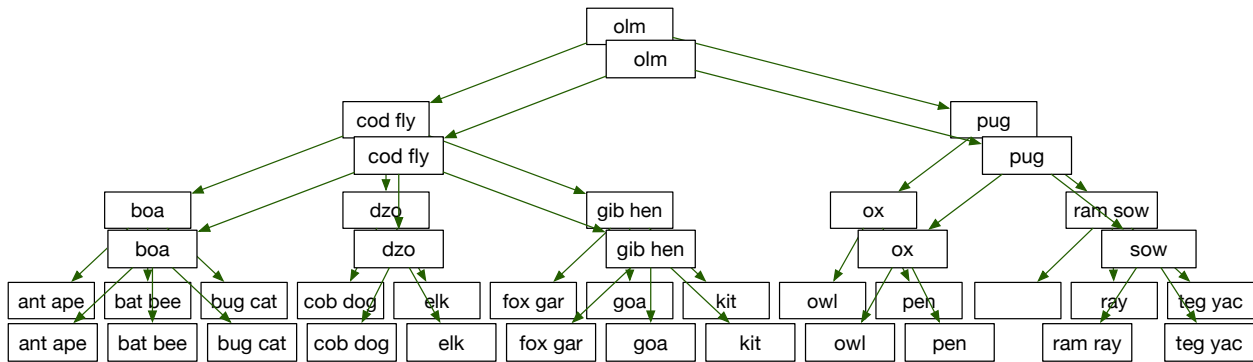 olm
olm
cod fly
pug
cod fly
pug
boa
dzo
gib hen
ox
ram sow
boa
dzo
gib hen
ox
sow
ant ape
bat bee
bug cat
cob dog
elk
fox gar
goa
kit
owl
pen
ray
teg yac
ant ape
bat bee
bug cat
cob dog
elk
fox gar
goa
kit
owl
pen
ram ray
teg yac